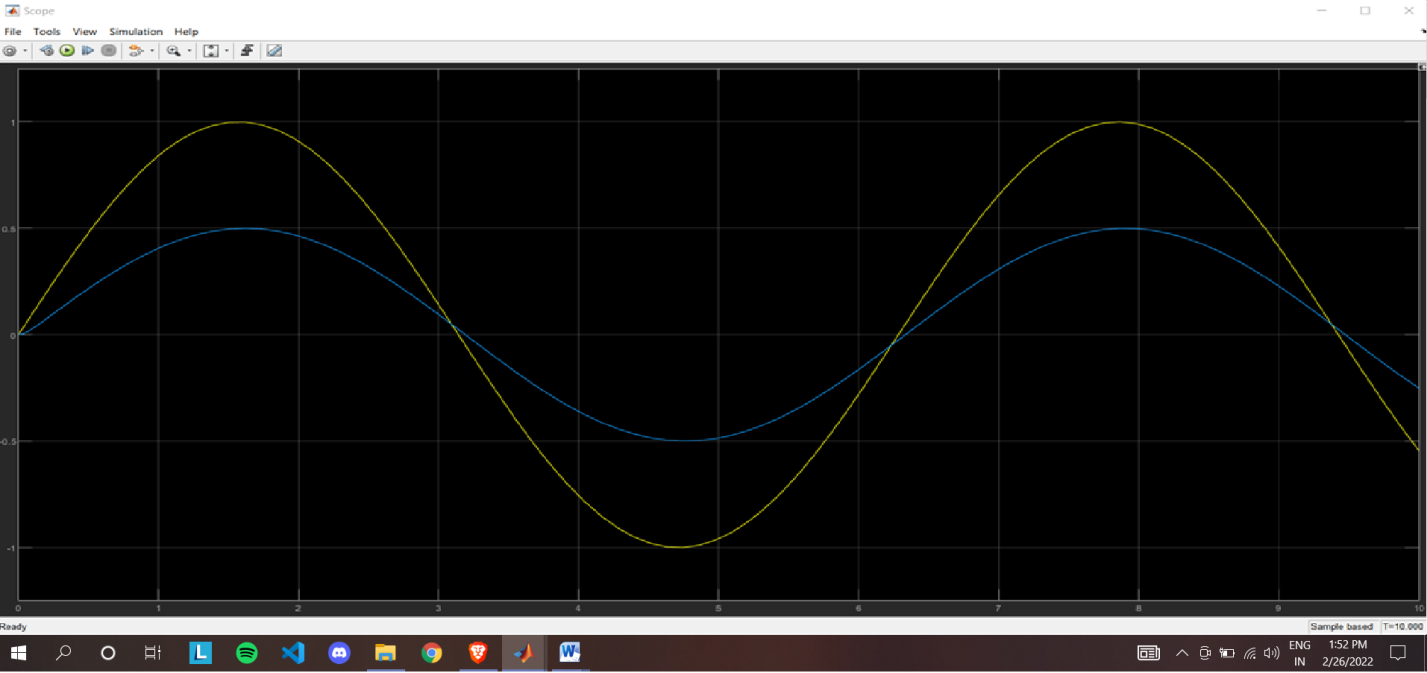 Scope
File Tools View Simulation Help
1
0.5
0
-0.5
-1
0 1 2 3 4 5 6 7 8 9 10
Ready
Sample based T=10.000
L
W
ENG
IN
1:52 PM
2/26/2022